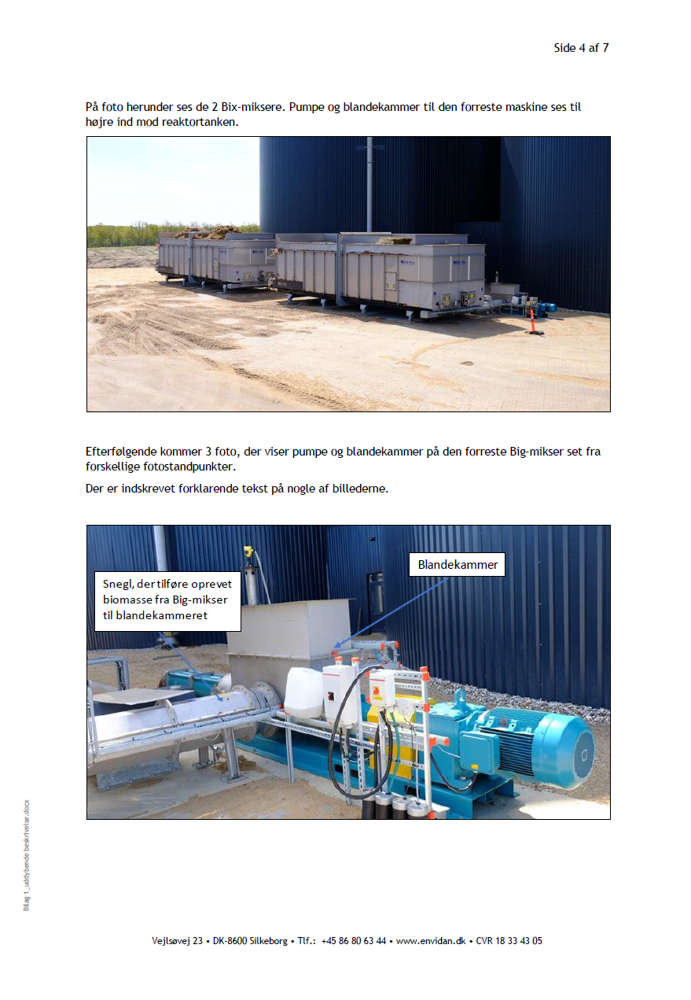 Side 4 af 7
På foto herunder ses de 2 Bix-miksere. Pumpe og blandekammer til den forreste maskine ses til
højre ind mod reaktortanken.
Efterfølgende kommer 3 foto, der viser pumpe og blandekammer på den forreste Big-mikser set fra
forskellige fotostandpunkter.
Der er indskrevet forklarende tekst på nogle af billederne.
Blandekammer
Snegl, der tilføre oprevet
biomasse fra Big-mikser
til blandekammeret
Bilag 1_uddybende beskrivelse.docx
Vejlsøvej 23 • DK-8600 Silkeborg • Tlf.: +45 86 80 63 44 • www.envidan.dk • CVR 18 33 43 05